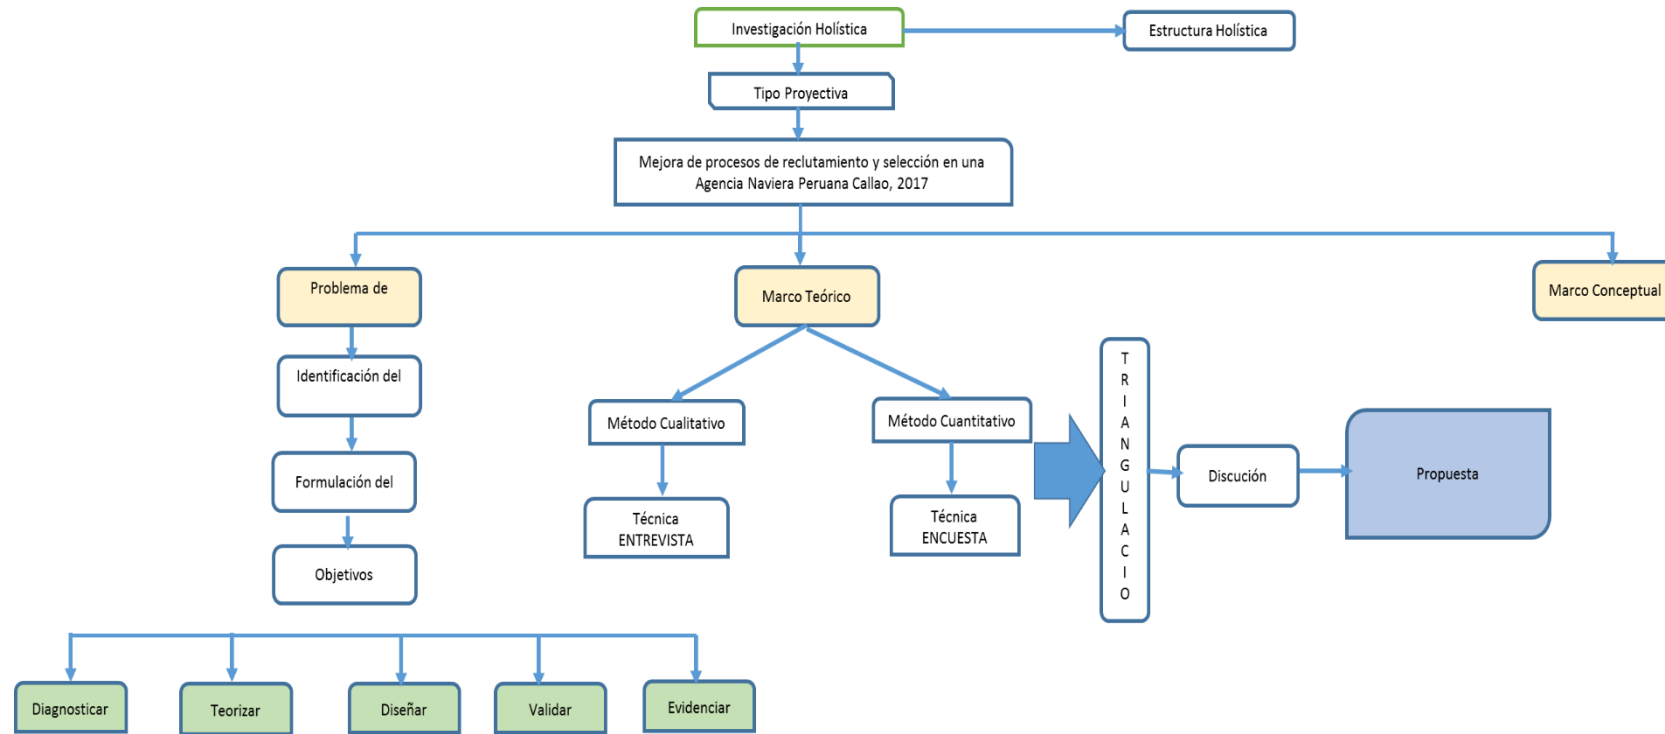 Investigación Holística
Estructura Holística
Tipo Proyectiva
Mejora de procesos de reclutamiento y selección en una
Agencia Naviera Peruana Callao, 2017
Problema de
Marco Teórico
Marco Conceptual
Identificación del
Método Cualitativo
Método Cuantitativo
TRIANGULACIO
Formulación del
Discución
Propuesta
Técnica
ENTREVISTA
Técnica
ENCUESTA
Objetivos
Diagnosticar
Teorizar
Diseñar
Validar
Evidenciar